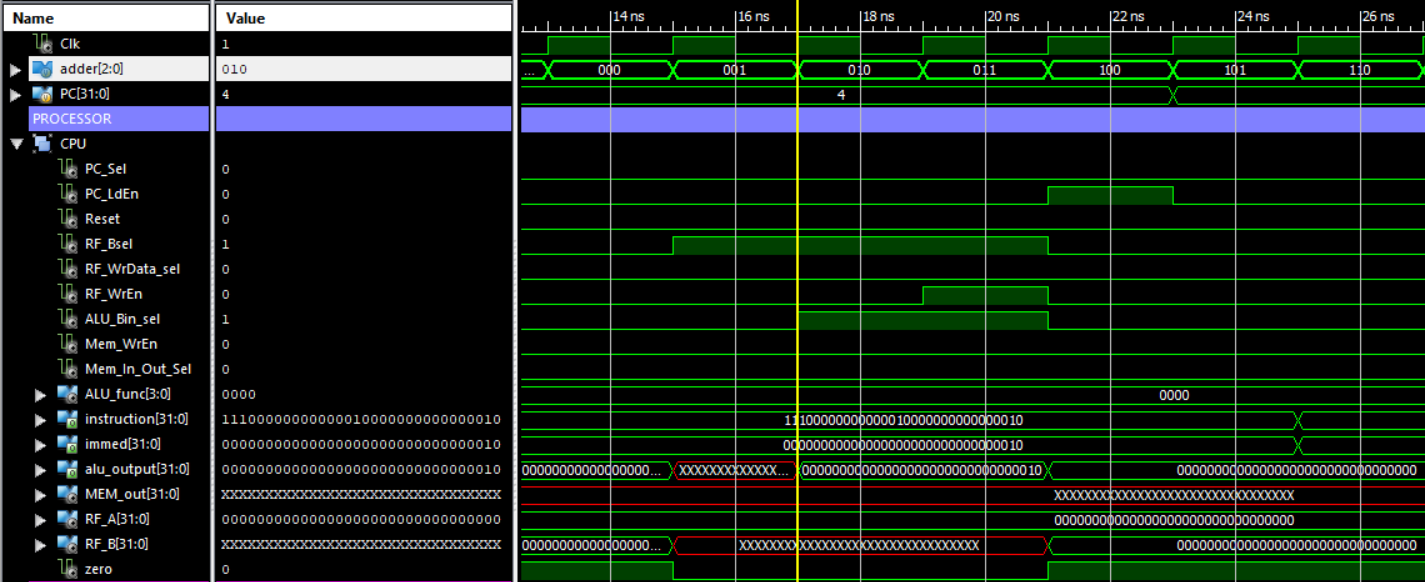 Name Value 14 ns 16 ns 18 ns 20 ns 22 ns 24 ns 26 ns
Clk 1
adder[2:0] 010 ... 000 001 010 011 100 101 110
PC[31:0] 4 4
PROCESSOR
CPU
PC_Sel 0
PC_LdEn 0
Reset 0
RF_Bsel 1
RF_WrData_sel 0
RF_WrEn 0
ALU_Bin_sel 1
Mem_WrEn 0
Mem_In_Out_Sel 0
ALU_func[3:0] 0000 0000
instruction[31:0] 11100000000000010000000000000010 11100000000000010000000000000010
immed[31:0] 00000000000000000000000000000010 00000000000000000000000000000010
alu_output[31:0] 00000000000000000000000000000010 00000000000000000... XXXXXXXXXXXXX... 00000000000000000000000000000010 00000000000000000000000000000000
MEM_out[31:0] XXXXXXXXXXXXXXXXXXXXXXXXXXXXXXXX XXXXXXXXXXXXXXXXXXXXXXXXXXXXXXXX
RF_A[31:0] 00000000000000000000000000000000 00000000000000000000000000000000
RF_B[31:0] XXXXXXXXXXXXXXXXXXXXXXXXXXXXXXXX 00000000000000000... XXXXXXXXXXXXXXXXXXXXXXXXXXXXXXXX 00000000000000000000000000000000
zero 0